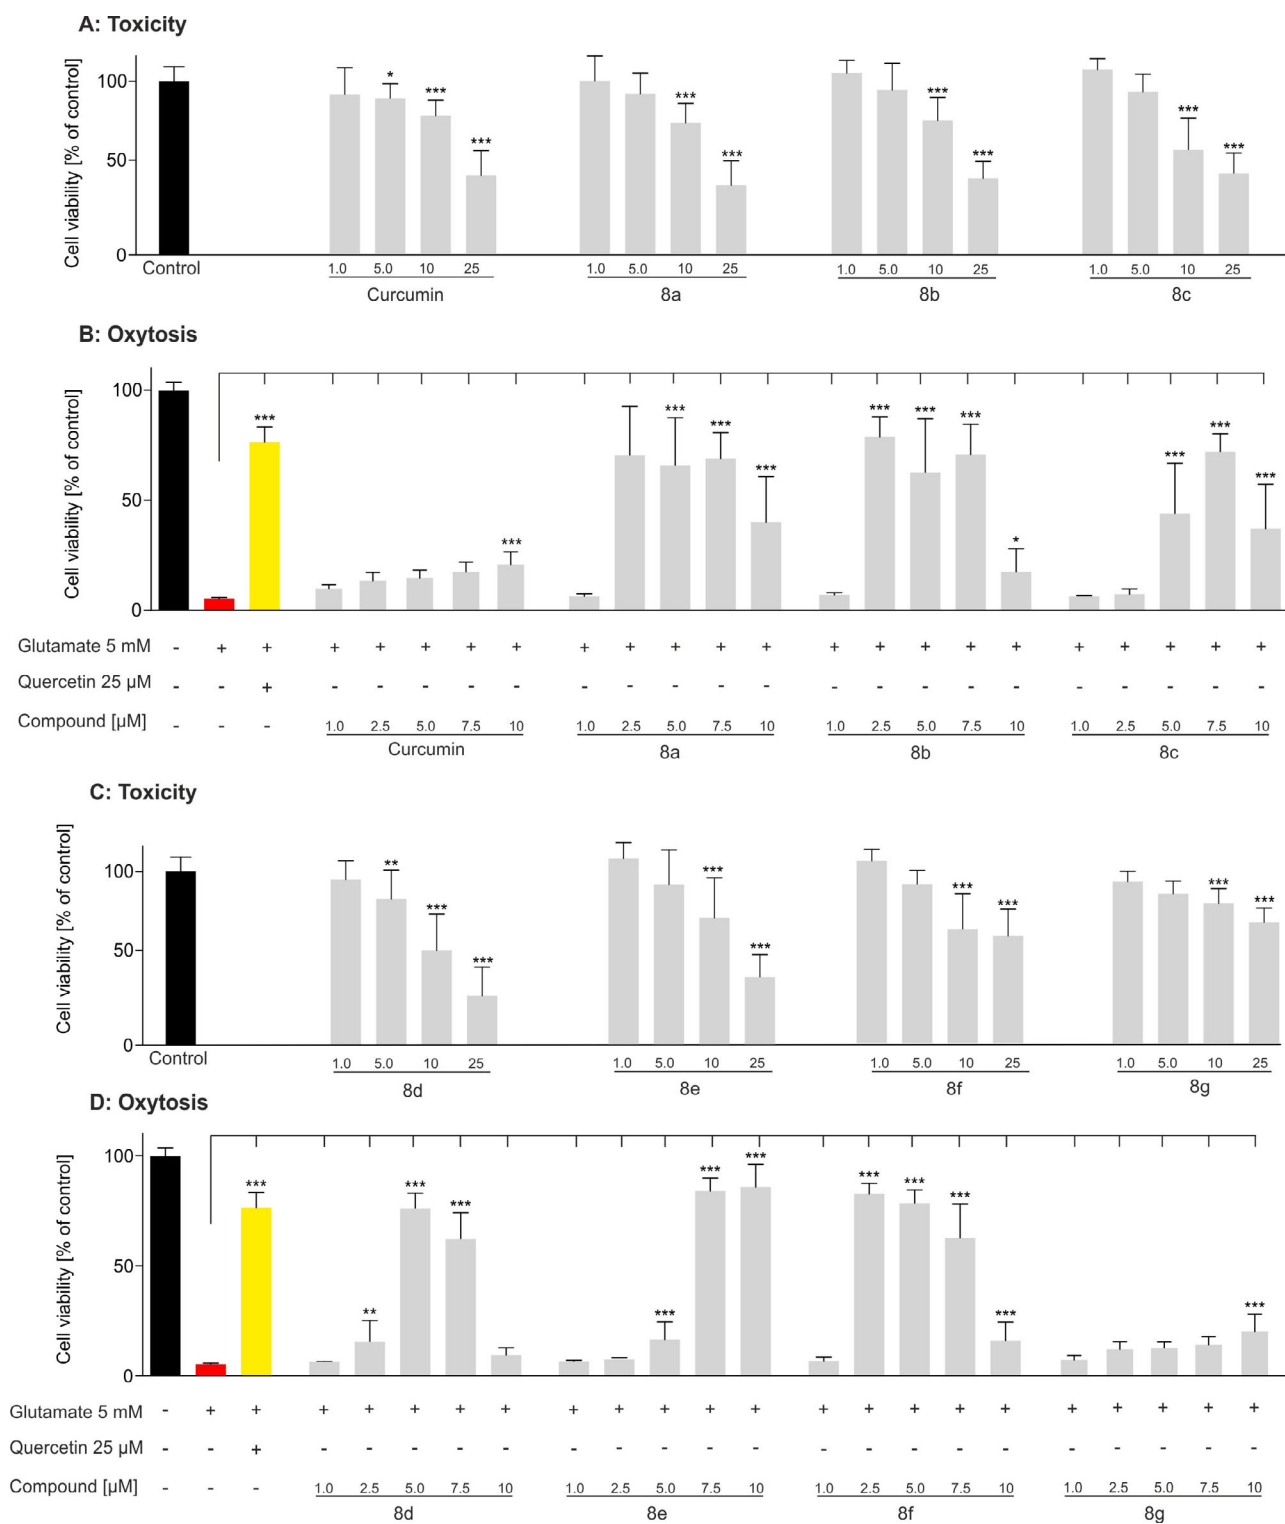 A: Toxicity
Cell viability [% of control]
* *** ***
*** ***
*** ***
*** ***
100
50
0
Control
1.0 5.0 10 25 1.0 5.0 10 25 1.0 5.0 10 25 1.0 5.0 10 25
Curcumin 8a 8b 8c
B: Oxytosis
Cell viability [% of control]
*** *** *** *** *** *** *** *** * *** *** ***
100
50
0
Glutamate 5 mM - + + + + + + + + + + + + + + + + + + + + + +
Quercetin 25 µM - - + - - - - - - - - - - - - - - - - - - - -
Compound [µM] - - - 1.0 2.5 5.0 7.5 10 1.0 2.5 5.0 7.5 10 1.0 2.5 5.0 7.5 10 1.0 2.5 5.0 7.5 10
Curcumin 8a 8b 8c
C: Toxicity
Cell viability [% of control]
** *** *** *** *** *** *** *** ***
100
50
0
Control
1.0 5.0 10 25 1.0 5.0 10 25 1.0 5.0 10 25 1.0 5.0 10 25
8d 8e 8f 8g
D: Oxytosis
Cell viability [% of control]
*** ** *** *** *** *** *** *** *** *** *** ***
100
50
0
Glutamate 5 mM - + + + + + + + + + + + + + + + + + + + + + +
Quercetin 25 µM - - + - - - - - - - - - - - - - - - - - - - -
Compound [µM] - - - 1.0 2.5 5.0 7.5 10 1.0 2.5 5.0 7.5 10 1.0 2.5 5.0 7.5 10 1.0 2.5 5.0 7.5 10
8d 8e 8f 8g